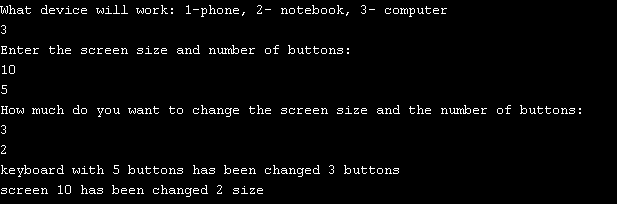 What device will work: 1-phone, 2- notebook, 3- computer
3
Enter the screen size and number of buttons:
10
5
How much do you want to change the screen size and the number of buttons:
3
2
keyboard with 5 buttons has been changed 3 buttons
screen 10 has been changed 2 size